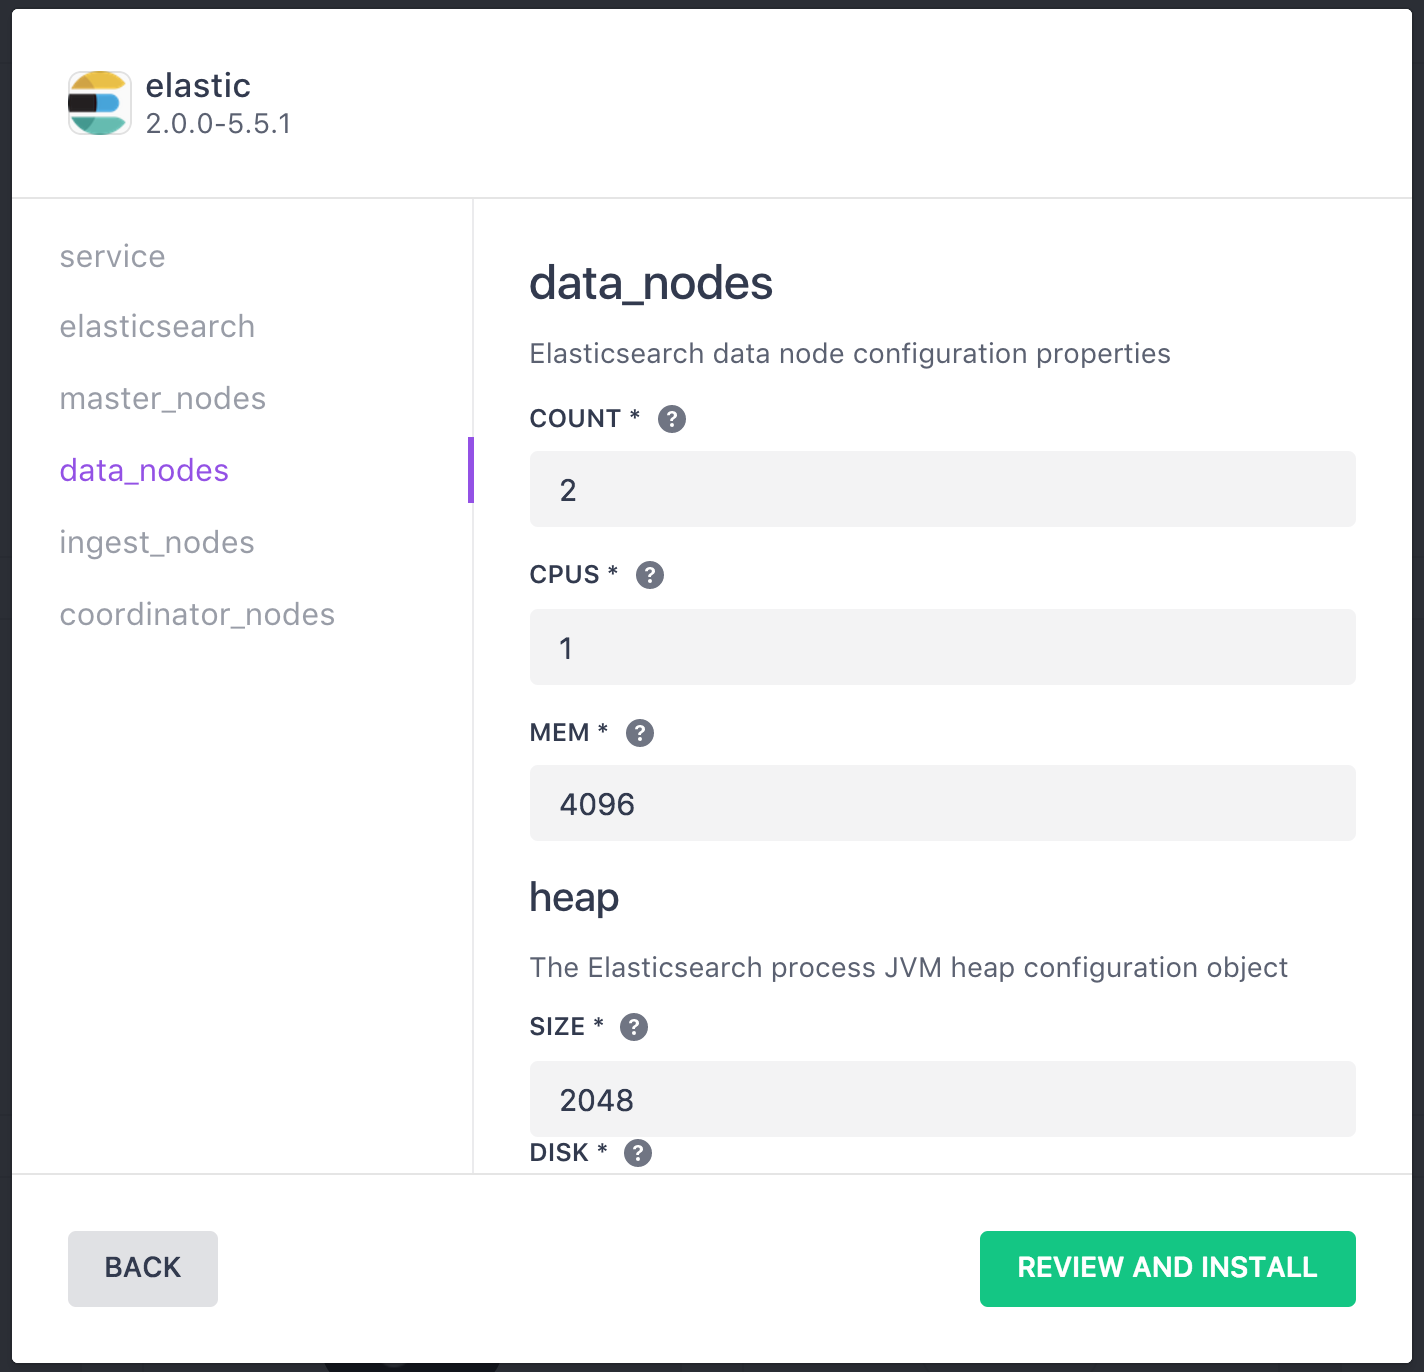 elastic
2.0.0-5.5.1
service
elasticsearch
master_nodes
data_nodes
ingest_nodes
coordinator_nodes
data_nodes
Elasticsearch data node configuration properties
COUNT * ?
2
CPUS * ?
1
MEM * ?
4096
heap
The Elasticsearch process JVM heap configuration object
SIZE * ?
2048
DISK * ?
BACK
REVIEW AND INSTALL